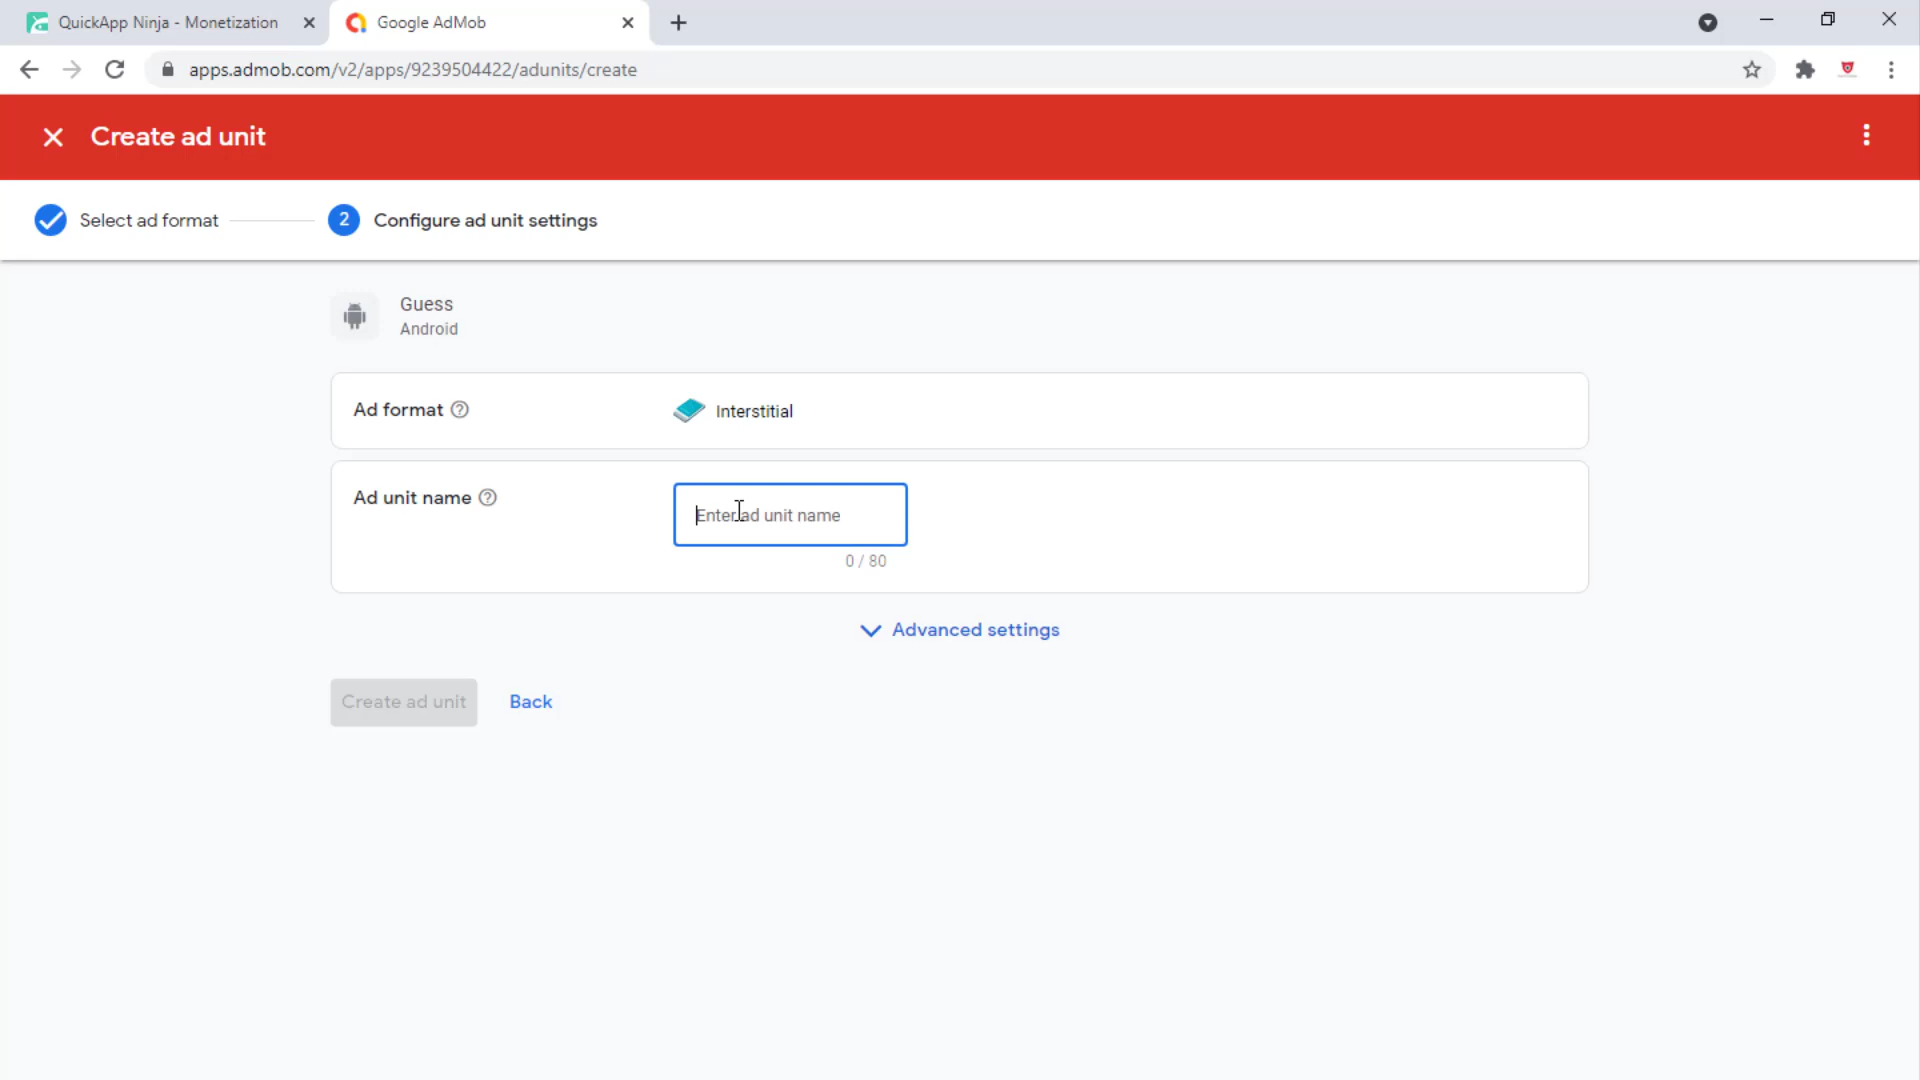 QuickApp Ninja - Monetization
Google AdMob
apps.admob.com/v2/apps/9239504422/adunits/create
Create ad unit
Select ad format
2
Configure ad unit settings
Guess
Android
Ad format
Interstitial
Ad unit name
Enter ad unit name
0 / 80
Advanced settings
Create ad unit
Back